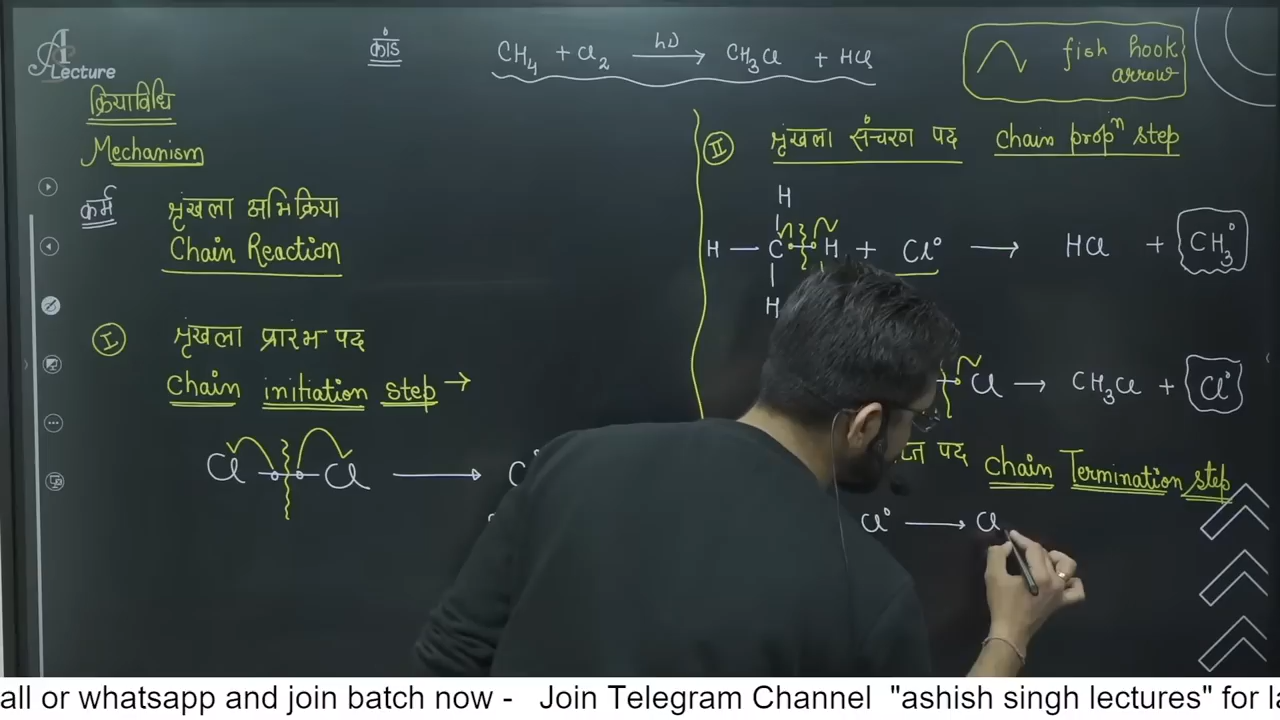 A Lecture
कांड
CH₄ + Cl₂ —hν→ CH₃Cl + HCl
fish hook
arrow
क्रियाविधि
Mechanism
कर्म
श्रृंखला अभिक्रिया
Chain Reaction
I श्रृंखला प्रारंभ पद
Chain initiation step →
Cl — Cl →
II श्रृंखला संचरण पद Chain propⁿ step
H
H — C — H + Cl° → HCl + CH₃°
H
Cl → CH₃Cl + Cl°
पद Chain Termination step
Cl° → Cl
all or whatsapp and join batch now - Join Telegram Channel "ashish singh lectures" for la